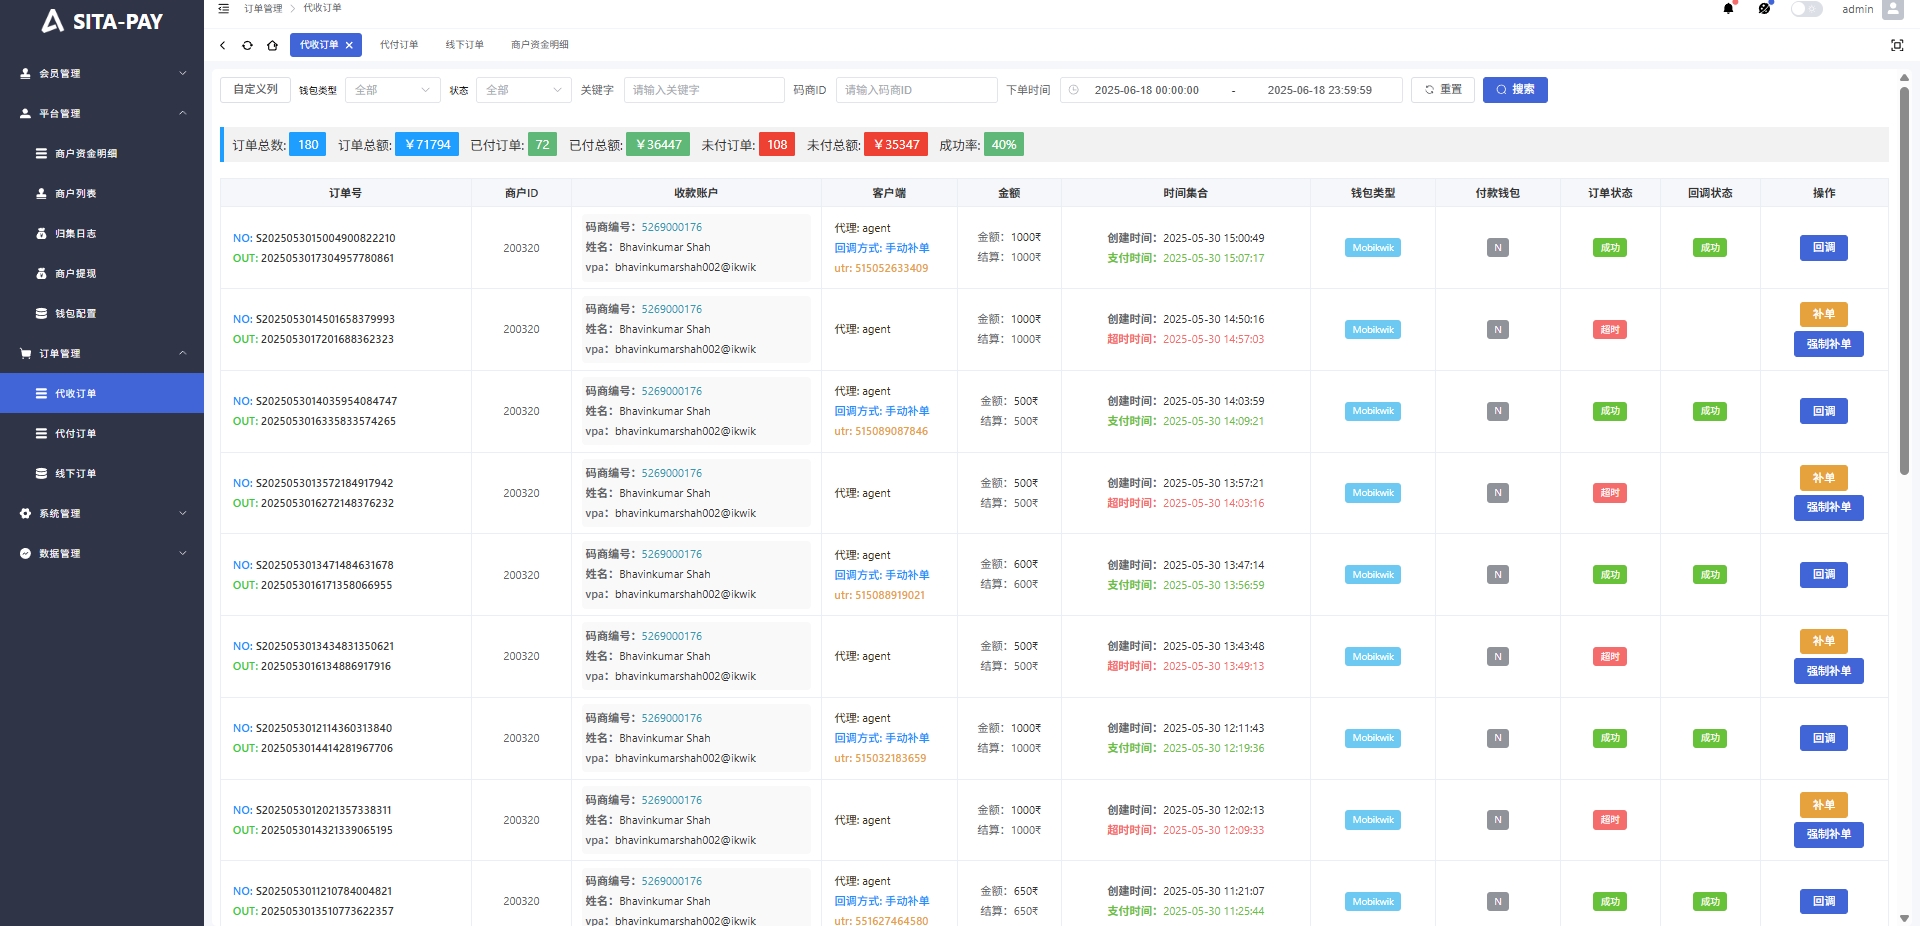 SITA-PAY
会员管理
平台管理
商户资金明细
商户列表
归集日志
商户提现
钱包配置
订单管理
代收订单
代付订单
线下订单
系统管理
数据管理
订单管理 > 代收订单
admin
代收订单 × 代付订单 线下订单 商户资金明细
自定义列 钱包类型 全部 状态 全部 关键字 请输入关键字 码商ID 请输入码商ID 下单时间 2025-06-18 00:00:00 - 2025-06-18 23:59:59 重置 搜索
订单总数: 180 订单总额: ￥71794 已付订单: 72 已付总额: ￥36447 未付订单: 108 未付总额: ￥35347 成功率: 40%
订单号 商户ID 收款账户 客户端 金额 时间集合 钱包类型 付款钱包 订单状态 回调状态 操作
NO: S2025053015004900822210
OUT: 2025053017304957780861
200320
码商编号：5269000176
姓名：Bhavinkumar Shah
vpa：bhavinkumarshah002@ikwik
代理: agent
回调方式: 手动补单
utr: 515052633409
金额：1000₹
结算：1000₹
创建时间：2025-05-30 15:00:49
支付时间：2025-05-30 15:07:17
Mobikwik N 成功 成功 回调
NO: S2025053014501658379993
OUT: 2025053017201688362323
200320
码商编号：5269000176
姓名：Bhavinkumar Shah
vpa：bhavinkumarshah002@ikwik
代理: agent
金额：1000₹
结算：1000₹
创建时间：2025-05-30 14:50:16
超时时间：2025-05-30 14:57:03
Mobikwik N 超时
补单
强制补单
NO: S2025053014035954084747
OUT: 2025053016335833574265
200320
码商编号：5269000176
姓名：Bhavinkumar Shah
vpa：bhavinkumarshah002@ikwik
代理: agent
回调方式: 手动补单
utr: 515089087846
金额：500₹
结算：500₹
创建时间：2025-05-30 14:03:59
支付时间：2025-05-30 14:09:21
Mobikwik N 成功 成功 回调
NO: S2025053013572184917942
OUT: 2025053016272148376232
200320
码商编号：5269000176
姓名：Bhavinkumar Shah
vpa：bhavinkumarshah002@ikwik
代理: agent
金额：500₹
结算：500₹
创建时间：2025-05-30 13:57:21
超时时间：2025-05-30 14:03:16
Mobikwik N 超时
补单
强制补单
NO: S2025053013471484631678
OUT: 2025053016171358066955
200320
码商编号：5269000176
姓名：Bhavinkumar Shah
vpa：bhavinkumarshah002@ikwik
代理: agent
回调方式: 手动补单
utr: 515088919021
金额：600₹
结算：600₹
创建时间：2025-05-30 13:47:14
支付时间：2025-05-30 13:56:59
Mobikwik N 成功 成功 回调
NO: S2025053013434831350621
OUT: 2025053016134886917916
200320
码商编号：5269000176
姓名：Bhavinkumar Shah
vpa：bhavinkumarshah002@ikwik
代理: agent
金额：500₹
结算：500₹
创建时间：2025-05-30 13:43:48
超时时间：2025-05-30 13:49:13
Mobikwik N 超时
补单
强制补单
NO: S2025053012114360313840
OUT: 2025053014414281967706
200320
码商编号：5269000176
姓名：Bhavinkumar Shah
vpa：bhavinkumarshah002@ikwik
代理: agent
回调方式: 手动补单
utr: 515032183659
金额：1000₹
结算：1000₹
创建时间：2025-05-30 12:11:43
支付时间：2025-05-30 12:19:36
Mobikwik N 成功 成功 回调
NO: S2025053012021357338311
OUT: 2025053014321339065195
200320
码商编号：5269000176
姓名：Bhavinkumar Shah
vpa：bhavinkumarshah002@ikwik
代理: agent
金额：1000₹
结算：1000₹
创建时间：2025-05-30 12:02:13
超时时间：2025-05-30 12:09:33
Mobikwik N 超时
补单
强制补单
NO: S2025053011210784004821
OUT: 2025053013510773622357
200320
码商编号：5269000176
姓名：Bhavinkumar Shah
vpa：bhavinkumarshah002@ikwik
代理: agent
回调方式: 手动补单
utr: 551627464580
金额：650₹
结算：650₹
创建时间：2025-05-30 11:21:07
支付时间：2025-05-30 11:25:44
Mobikwik N 成功 成功 回调